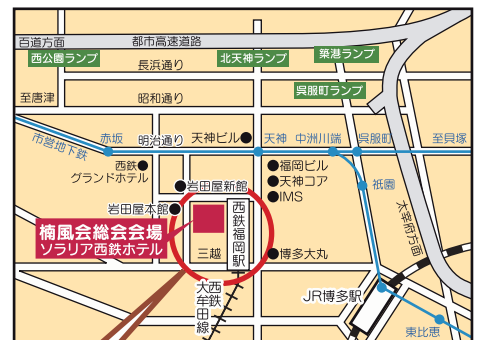 百道方面
都市高速道路
西公園ランプ
北天神ランプ
築港ランプ
長浜通り
呉服町ランプ
至唐津
昭和通り
市営地下鉄
赤坂
明治通り
天神ビル
天神
中洲川端
呉服町
至貝塚
西鉄
グランドホテル
福岡ビル
天神コア
IMS
祇園
岩田屋新館
岩田屋本館
西鉄福岡駅
太宰府方面
楠風会総会会場
ソラリア西鉄ホテル
三越
博多大丸
西鉄
大牟田線
JR博多駅
東比恵